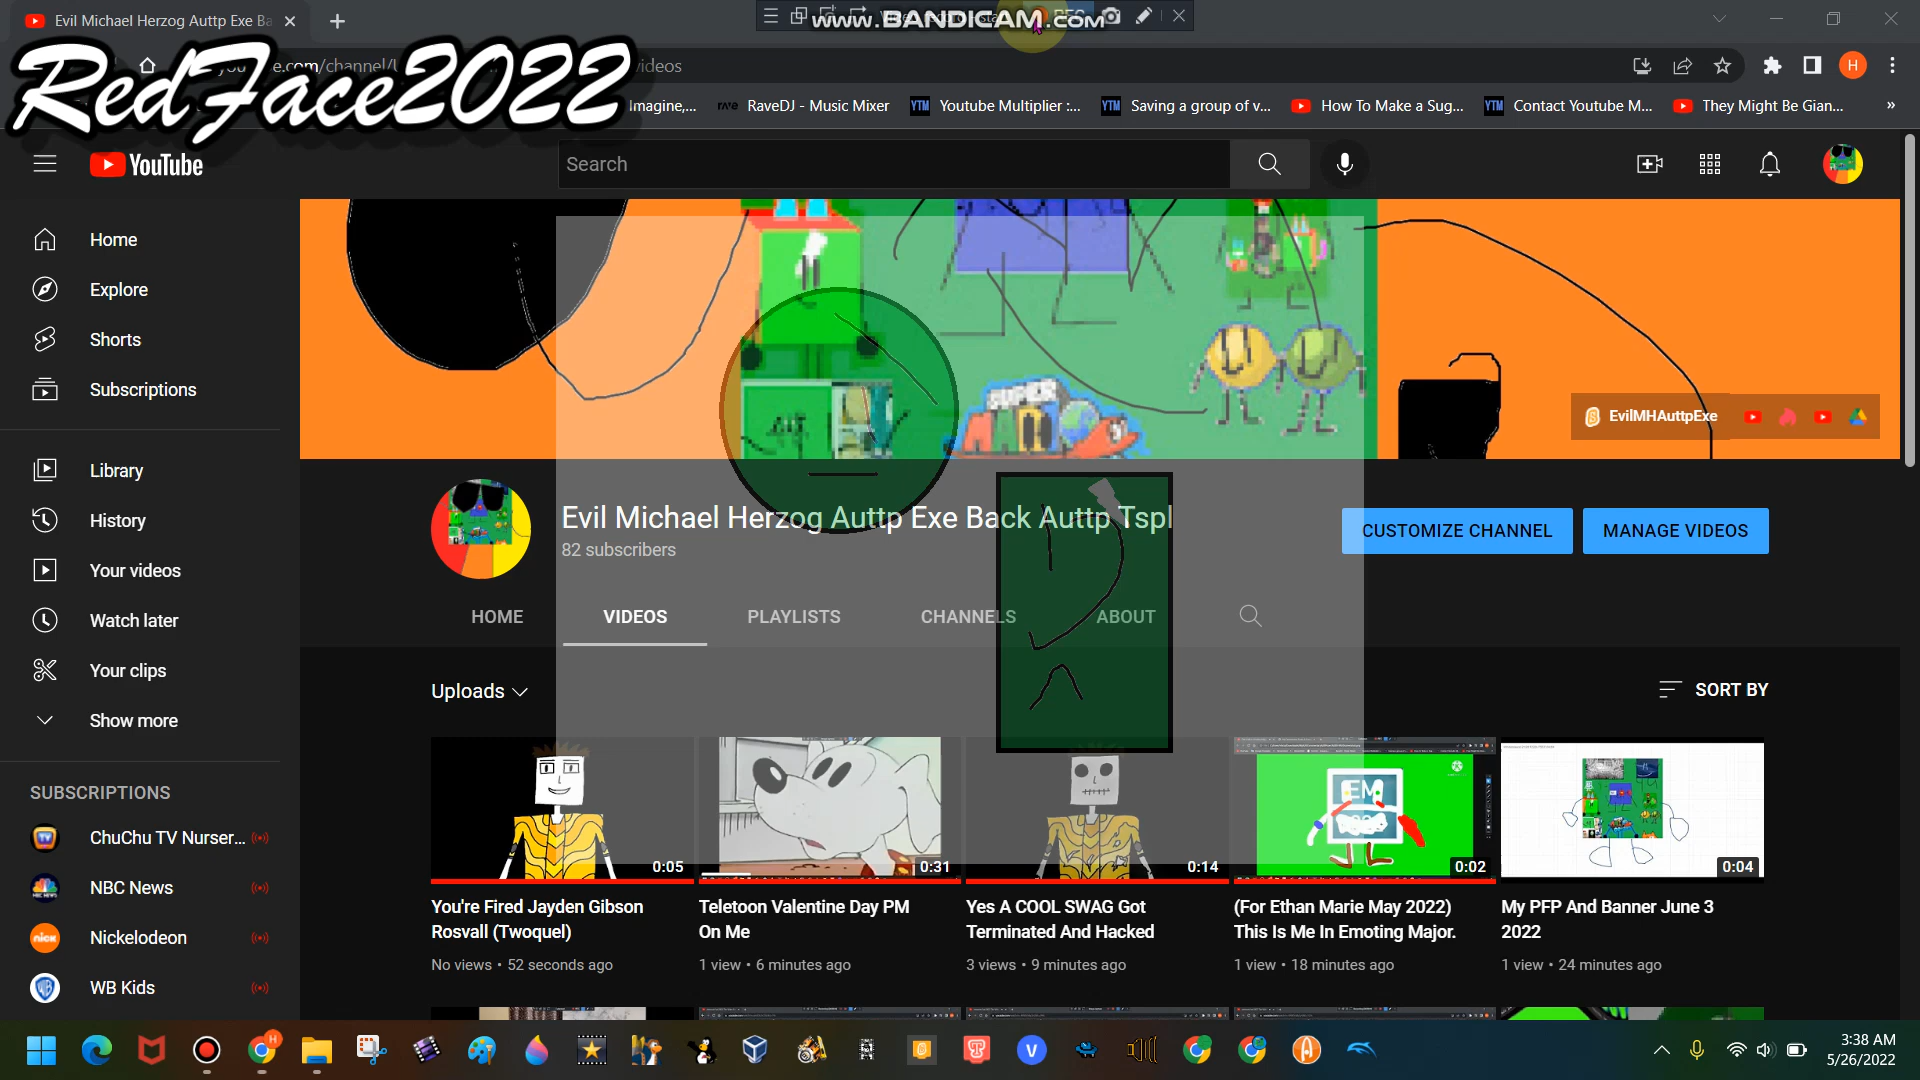 Evil Michael Herzog Auttp Exe Ba
www.BANDICAM.com
REC
RedFace2022
.com/channel/
videos
Imagine,...
RaveDJ - Music Mixer
YTM
Youtube Multiplier :...
YTM
Saving a group of v...
How To Make a Sug...
YTM
Contact Youtube M...
They Might Be Gian...
»
H
YouTube
Search
Home
Explore
Shorts
Subscriptions
Library
History
Your videos
Watch later
Your clips
Show more
SUBSCRIPTIONS
ChuChu TV Nurser...
NBC News
Nickelodeon
WB Kids
SUPER
EvilMHAuttpExe
Evil Michael Herzog Auttp Exe Back Auttp Tspl
82 subscribers
CUSTOMIZE CHANNEL
MANAGE VIDEOS
HOME
VIDEOS
PLAYLISTS
CHANNELS
ABOUT
Uploads
SORT BY
0:05
0:31
0:14
EM
0:02
0:04
You're Fired Jayden Gibson
Rosvall (Twoquel)
No views • 52 seconds ago
Teletoon Valentine Day PM
On Me
1 view • 6 minutes ago
Yes A COOL SWAG Got
Terminated And Hacked
3 views • 9 minutes ago
(For Ethan Marie May 2022)
This Is Me In Emoting Major.
1 view • 18 minutes ago
My PFP And Banner June 3
2022
1 view • 24 minutes ago
3:38 AM
5/26/2022